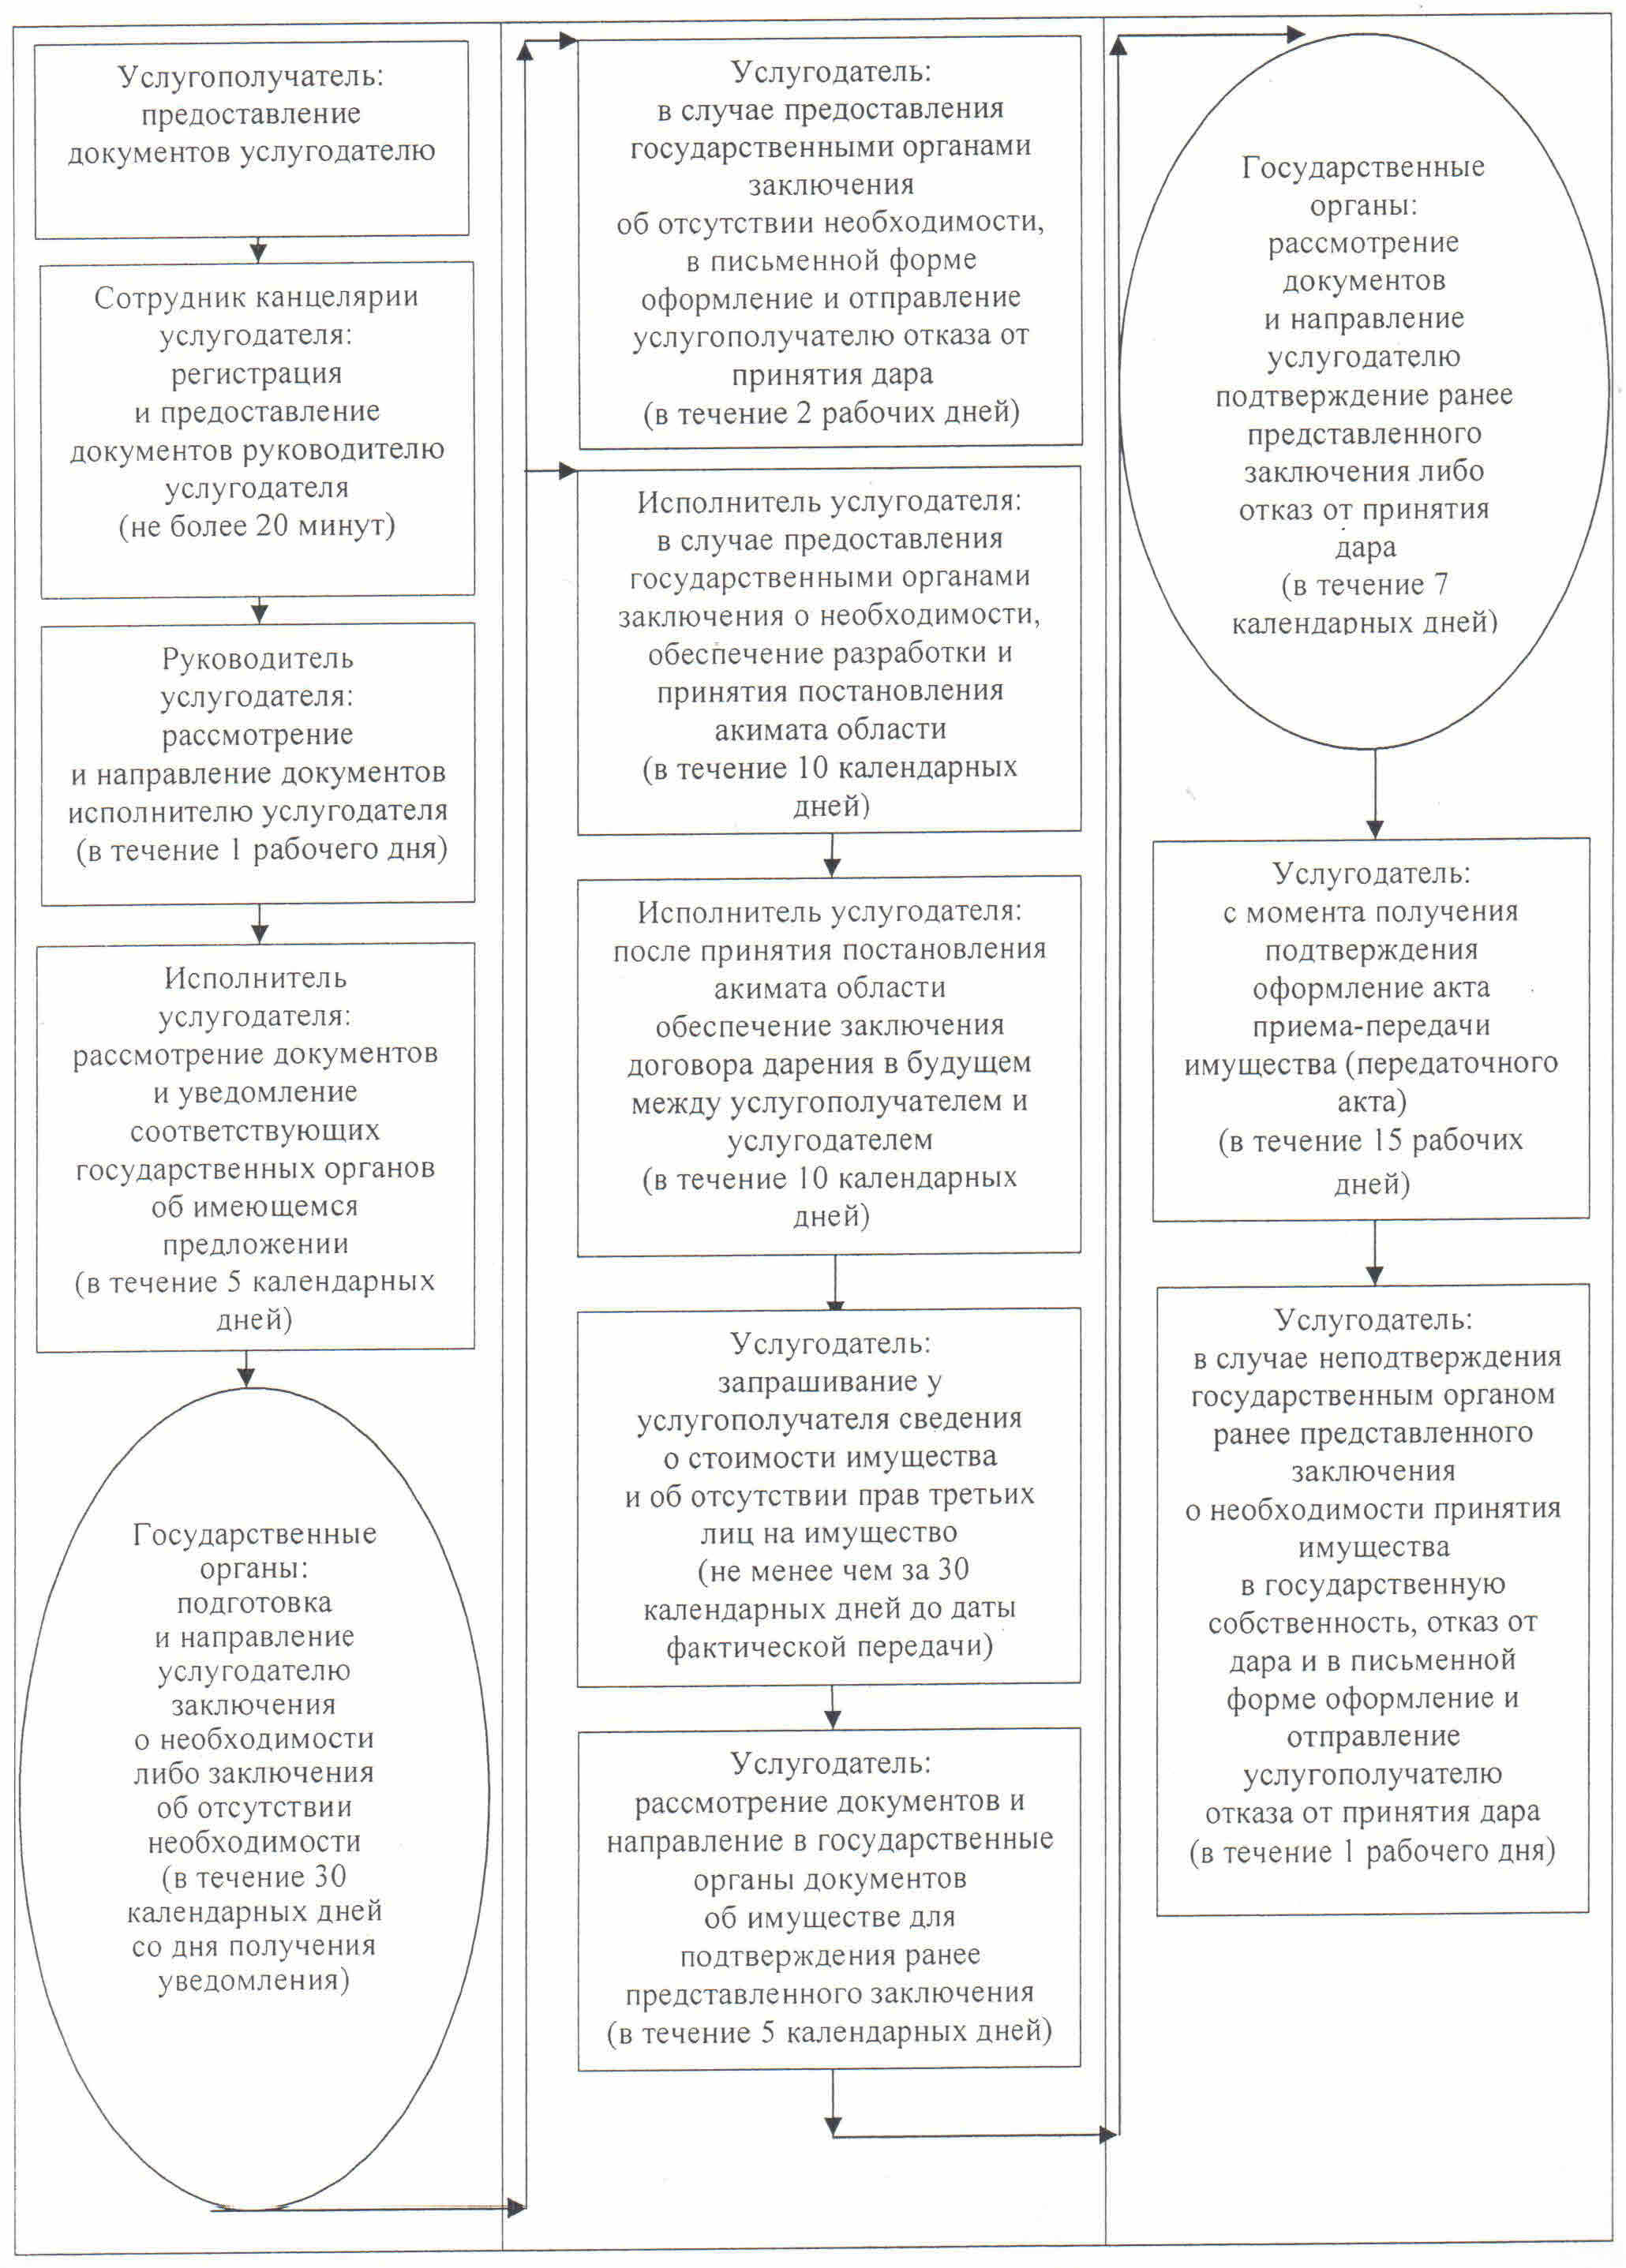 Услугополучатель:
предоставление
документов услугодателю
Сотрудник канцелярии
услугодателя:
регистрация
и предоставление
документов руководителю
услугодателя
(не более 20 минут)
Руководитель
услугодателя:
рассмотрение
и направление документов
исполнителю услугодателя
(в течение 1 рабочего дня)
Исполнитель
услугодателя:
рассмотрение документов
и уведомление
соответствующих
государственных органов
об имеющемся
предложении
(в течение 5 календарных
дней)
Государственные
органы:
подготовка
и направление
услугодателю
заключения
о необходимости
либо заключения
об отсутствии
необходимости
(в течение 30
календарных дней
со дня получения
уведомления)
Услугодатель:
в случае предоставления
государственными органами
заключения
об отсутствии необходимости,
в письменной форме
оформление и отправление
услугополучателю отказа от
принятия дара
(в течение 2 рабочих дней)
Исполнитель услугодателя:
в случае предоставления
государственными органами
заключения о необходимости,
обеспечение разработки и
принятия постановления
акимата области
(в течение 10 календарных
дней)
Исполнитель услугодателя:
после принятия постановления
акимата области
обеспечение заключения
договора дарения в будущем
между услугополучателем и
услугодателем
(в течение 10 календарных
дней)
Услугодатель:
запрашивание у
услугополучателя сведения
о стоимости имущества
и об отсутствии прав третьих
лиц на имущество
(не менее чем за 30
календарных дней до даты
фактической передачи)
Услугодатель:
рассмотрение документов и
направление в государственные
органы документов
об имуществе для
подтверждения ранее
представленного заключения
(в течение 5 календарных дней)
Государственные
органы:
рассмотрение
документов
и направление
услугодателю
подтверждение ранее
представленного
заключения либо
отказ от принятия
дара
(в течение 7
календарных дней)
Услугодатель:
с момента получения
подтверждения
оформление акта
приема-передачи
имущества (передаточного
акта)
(в течение 15 рабочих
дней)
Услугодатель:
в случае неподтверждения
государственным органом
ранее представленного
заключения
о необходимости принятия
имущества
в государственную
собственность, отказ от
дара и в письменной
форме оформление и
отправление
услугополучателю
отказа от принятия дара
(в течение 1 рабочего дня)